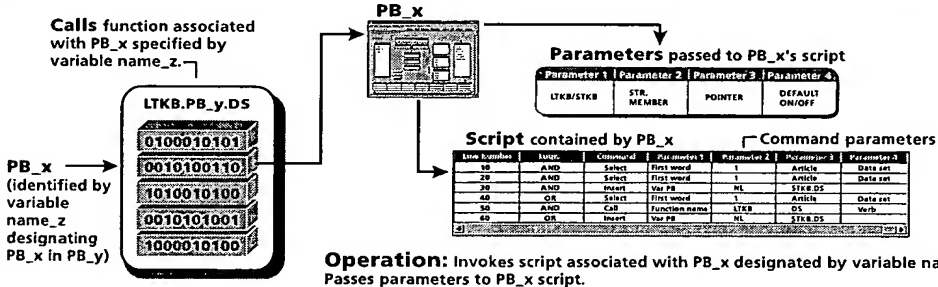 Calls function associated
with PB_x specified by
variable name_z.
PB_x
LTKB.PB_y.DS
0100010101
0010100110
1010010100
0010101001
1000010100
PB_x
(identified by
variable
name_z
designating
PB_x in PB_y)
Parameters passed to PB_x's script
Parameter 1 Parameter 2 Parameter 3 Parameter 4
LTKB/STKB STR. MEMBER POINTER DEFAULT ON/OFF
Script contained by PB_x
Command parameters
Line Number Logic Command Parameter 1 Parameter 2 Parameter 3 Parameter 4
10 AND Select First word 1 Article Data set
20 AND Select First word 1 Article Data set
30 AND Insert Var PB NL STKB.DS
40 OR Select First word 1 Article Data set
50 AND Call Function name LTKB DS Verb
60 OR Insert Var PB NL STKB.DS
Operation: Invokes script associated with PB_x designated by variable na
Passes parameters to PB_x script.